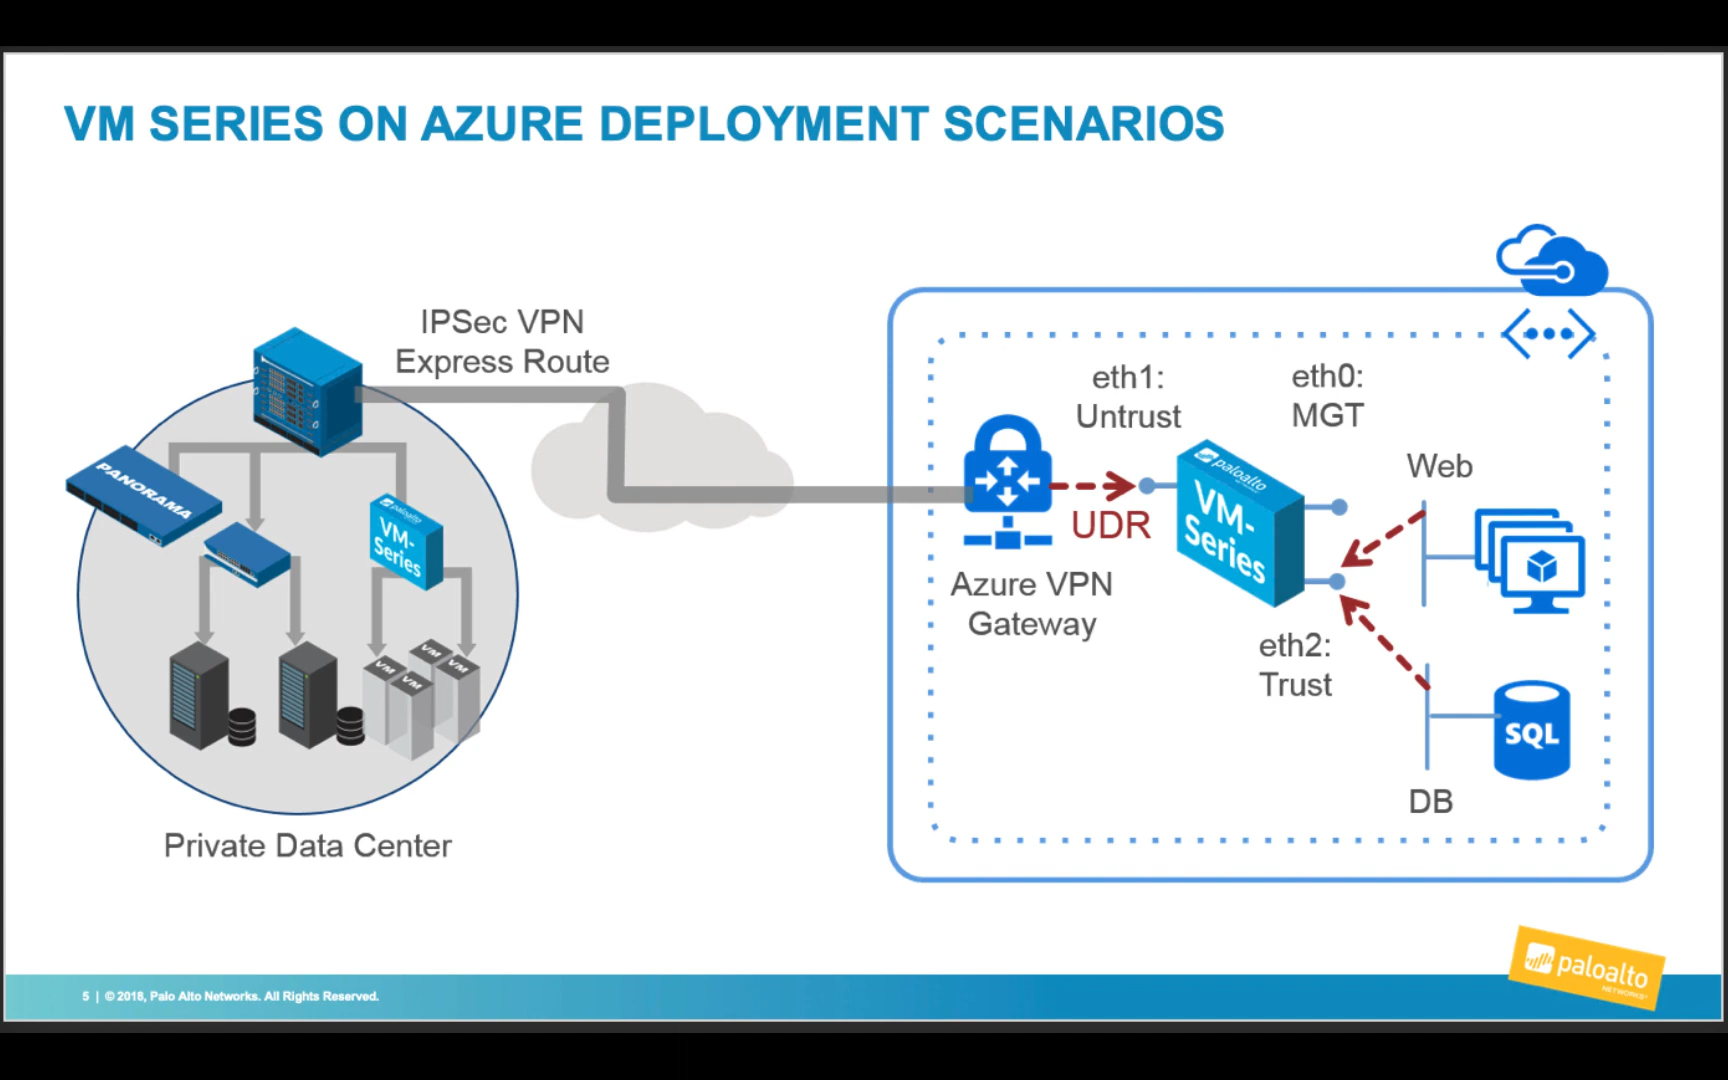 VM SERIES ON AZURE DEPLOYMENT SCENARIOS
IPSec VPN
Express Route
PANORAMA
paloalto
VM-
Series
VM
VM
VM
VM
Private Data Center
eth1:
Untrust
eth0:
MGT
UDR
Azure VPN
Gateway
paloalto
VM-
Series
eth2:
Trust
Web
SQL
DB
5 | © 2018, Palo Alto Networks. All Rights Reserved.
paloalto
NETWORKS